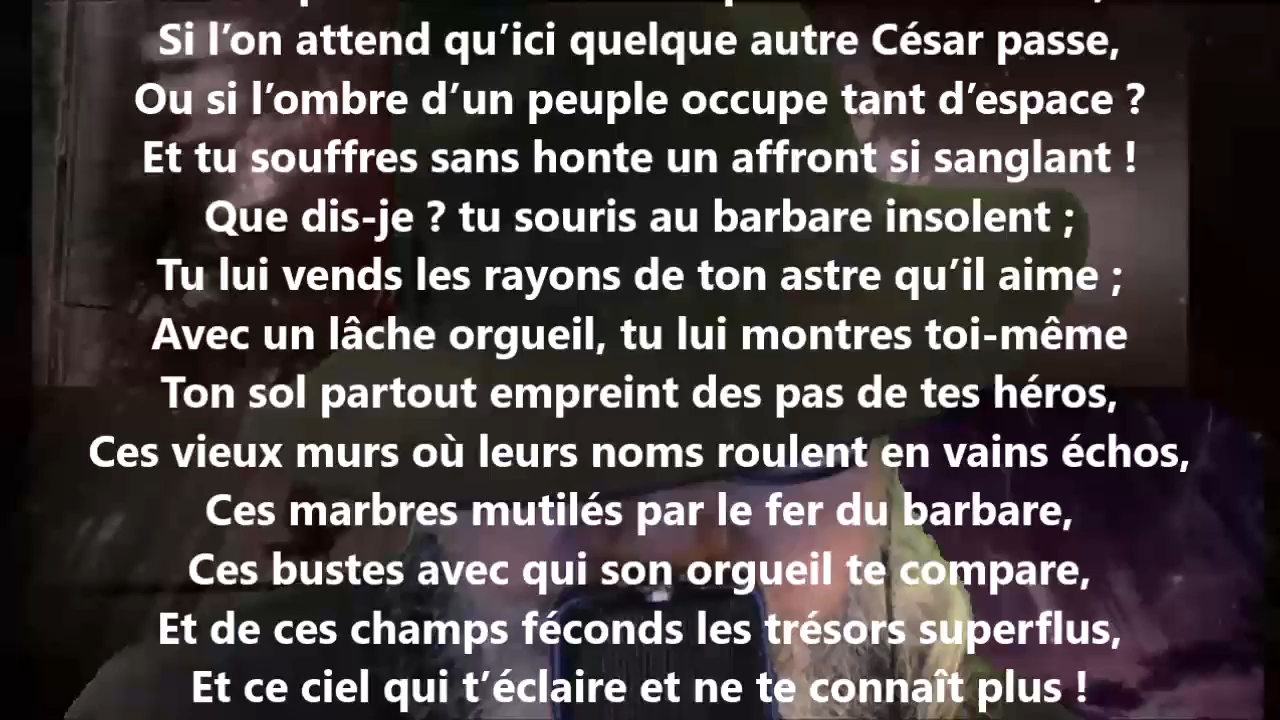 Si l’on attend qu’ici quelque autre César passe,
Ou si l’ombre d’un peuple occupe tant d’espace ?
Et tu souffres sans honte un affront si sanglant !
Que dis-je ? tu souris au barbare insolent ;
Tu lui vends les rayons de ton astre qu’il aime ;
Avec un lâche orgueil, tu lui montres toi-même
Ton sol partout empreint des pas de tes héros,
Ces vieux murs où leurs noms roulent en vains échos,
Ces marbres mutilés par le fer du barbare,
Ces bustes avec qui son orgueil te compare,
Et de ces champs féconds les trésors superflus,
Et ce ciel qui t’éclaire et ne te connaît plus !